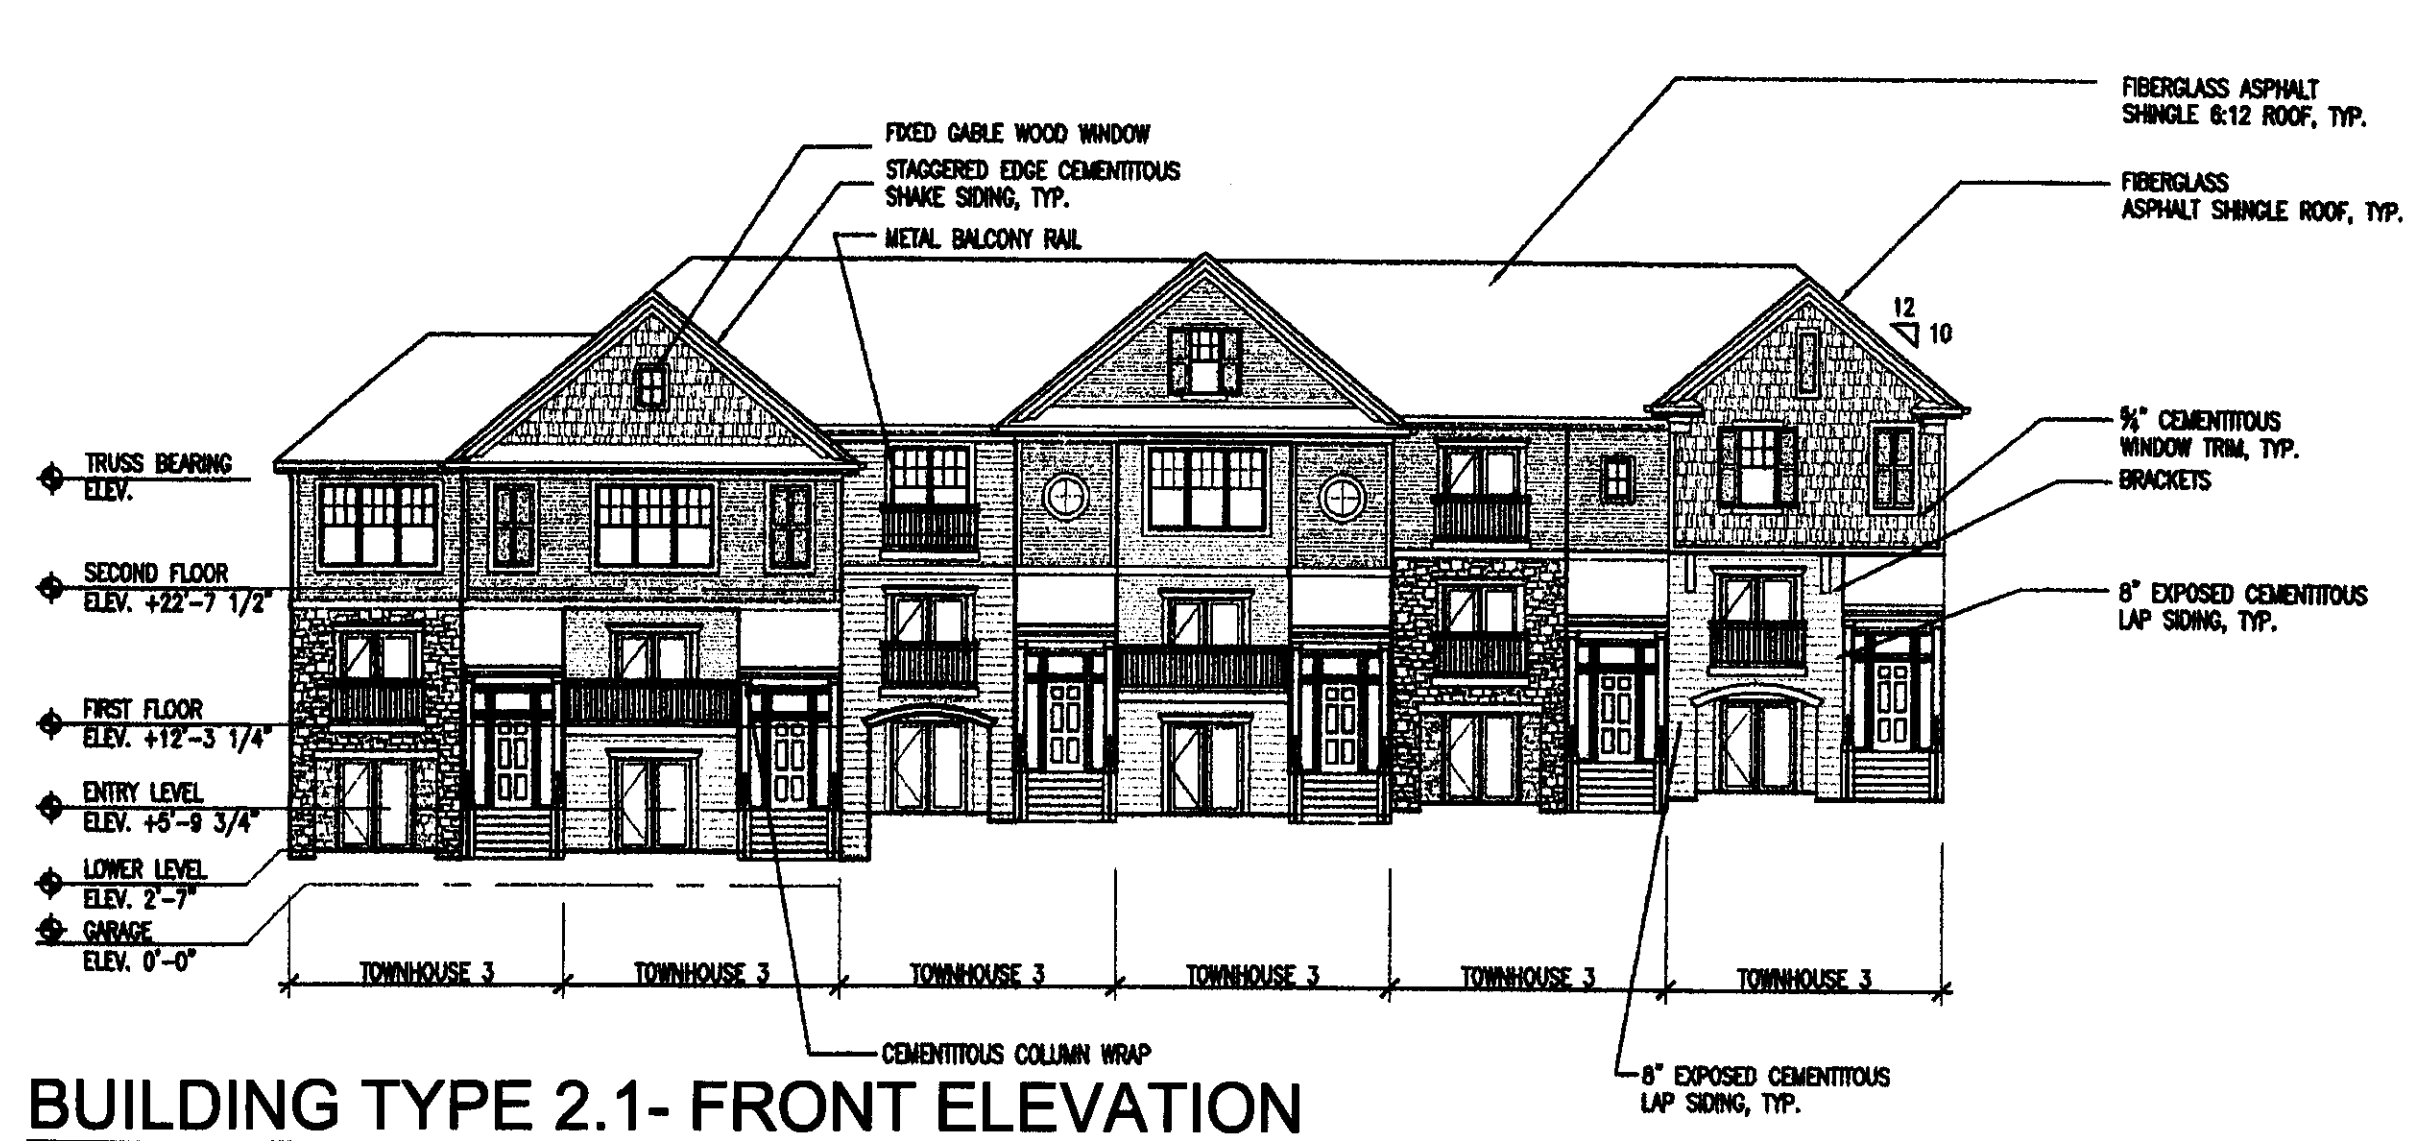 FIBERGLASS ASPHALT
SHINGLE 6:12 ROOF, TYP.
FIXED GABLE WOOD WINDOW
STAGGERED EDGE CEMENTITOUS
SHAKE SIDING, TYP.
METAL BALCONY RAIL
FIBERGLASS
ASPHALT SHINGLE ROOF, TYP.
12
10
5/4" CEMENTITOUS
WINDOW TRIM, TYP.
BRACKETS
8" EXPOSED CEMENTITOUS
LAP SIDING, TYP.
TRUSS BEARING
ELEV.
SECOND FLOOR
ELEV. +22'-7 1/2"
FIRST FLOOR
ELEV. +12'-3 1/4"
ENTRY LEVEL
ELEV. +5'-9 3/4"
LOWER LEVEL
ELEV. 2'-7"
GARAGE
ELEV. 0'-0"
TOWNHOUSE 3
TOWNHOUSE 3
TOWNHOUSE 3
TOWNHOUSE 3
TOWNHOUSE 3
TOWNHOUSE 3
CEMENTITOUS COLUMN WRAP
8" EXPOSED CEMENTITOUS
LAP SIDING, TYP.
BUILDING TYPE 2.1- FRONT ELEVATION